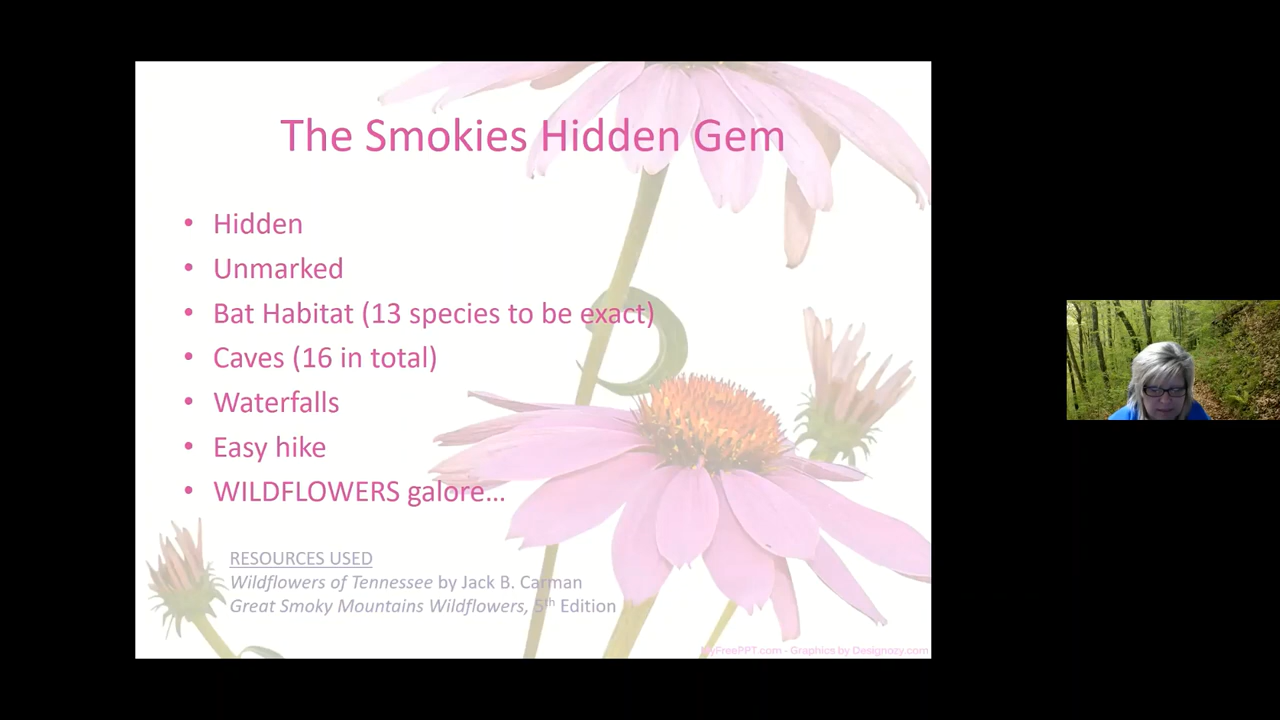 The Smokies Hidden Gem
• Hidden
• Unmarked
• Bat Habitat (13 species to be exact)
• Caves (16 in total)
• Waterfalls
• Easy hike
• WILDFLOWERS galore…
RESOURCES USED
Wildflowers of Tennessee by Jack B. Carman
Great Smoky Mountains Wildflowers, 5th Edition
MyFreePPT.com - Graphics by Designozy.com